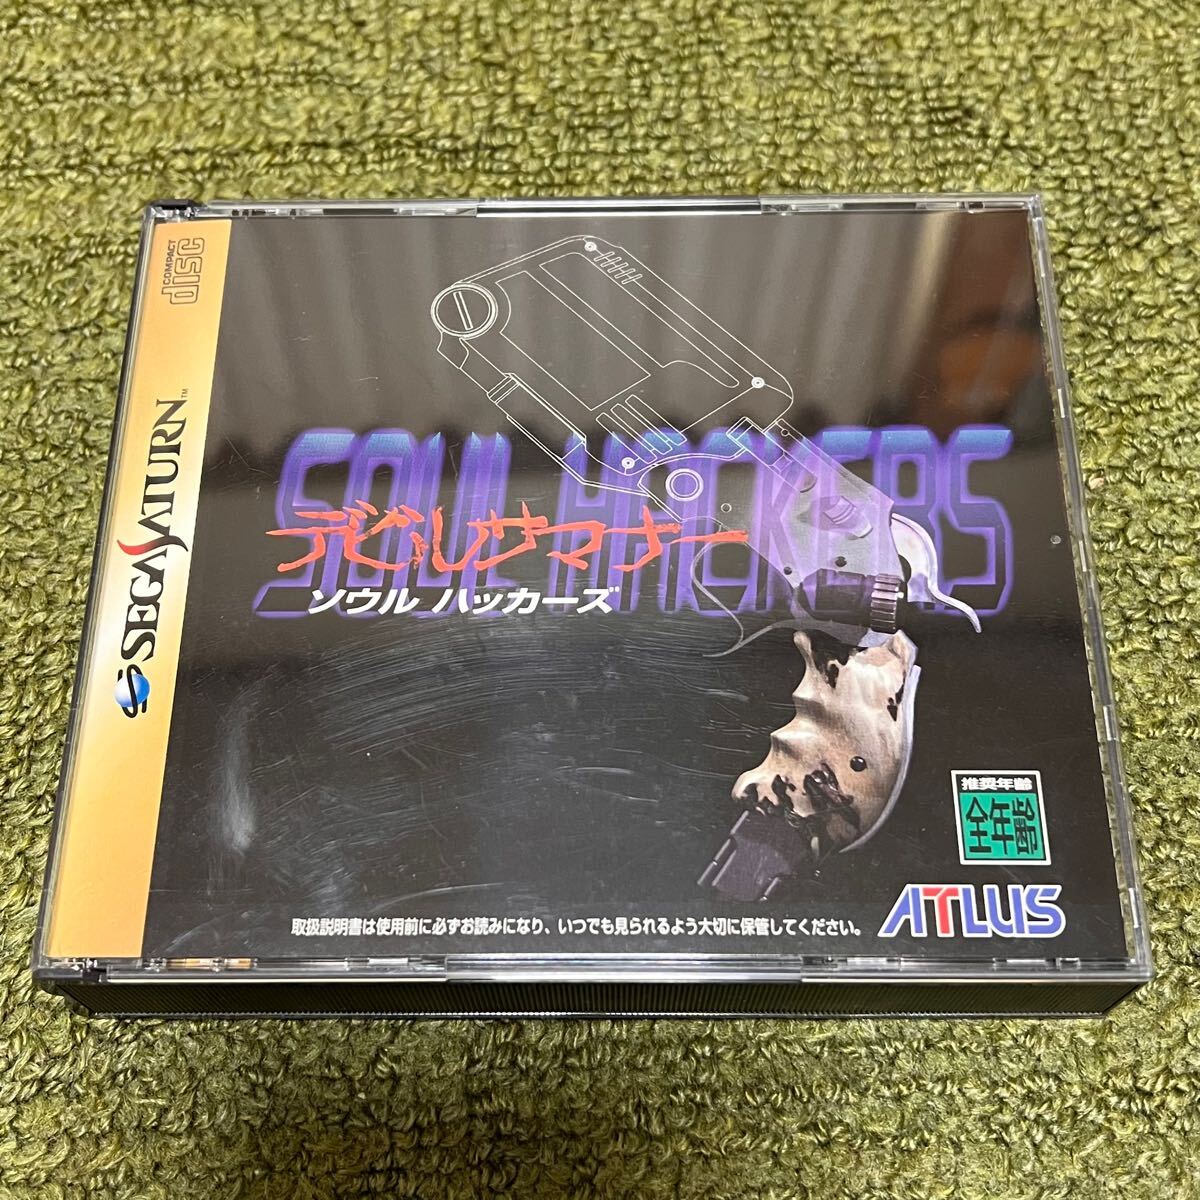 COMPACT
disc
SEGA SATURN™
SOUL HACKERS
デビルサマナー
ソウル ハッカーズ
推奨年齢
全年齢
ATLUS
取扱説明書は使用前に必ずお読みになり、いつでも見られるよう大切に保管してください。